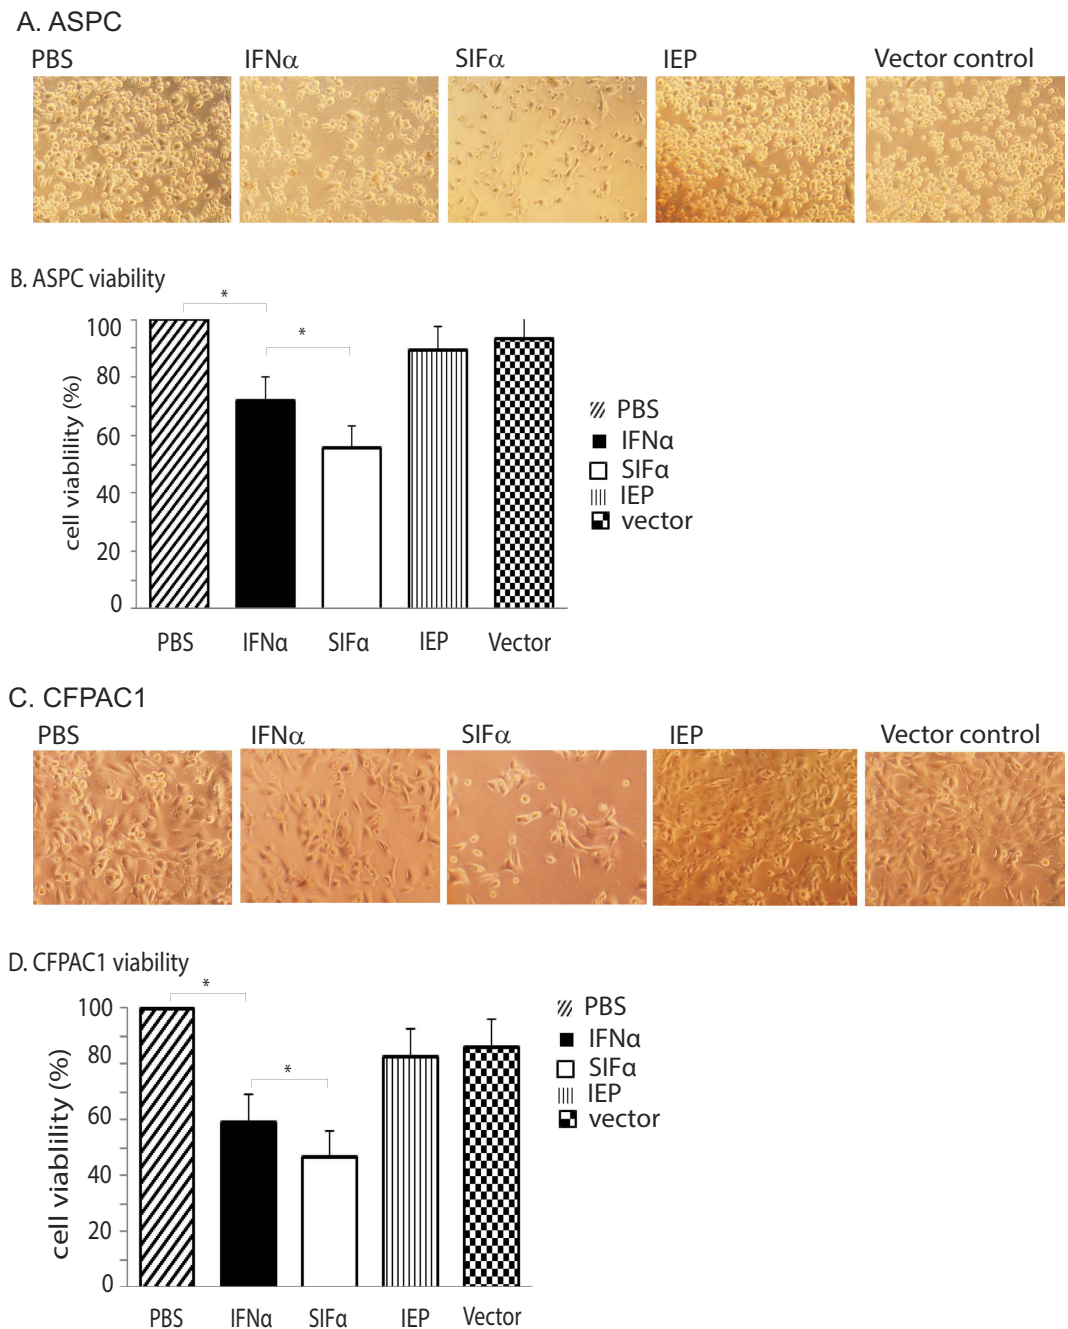 A. ASPC
PBS IFNα SIFα IEP Vector control
B. ASPC viability
* *
cell viablility (%)
100
80
60
40
20
0
PBS IFNα SIFα IEP Vector
PBS
IFNα
SIFα
IEP
vector
C. CFPAC1
PBS IFNα SIFα IEP Vector control
D. CFPAC1 viability
* *
cell viablility (%)
100
80
60
40
20
0
PBS IFNα SIFα IEP Vector
PBS
IFNα
SIFα
IEP
vector